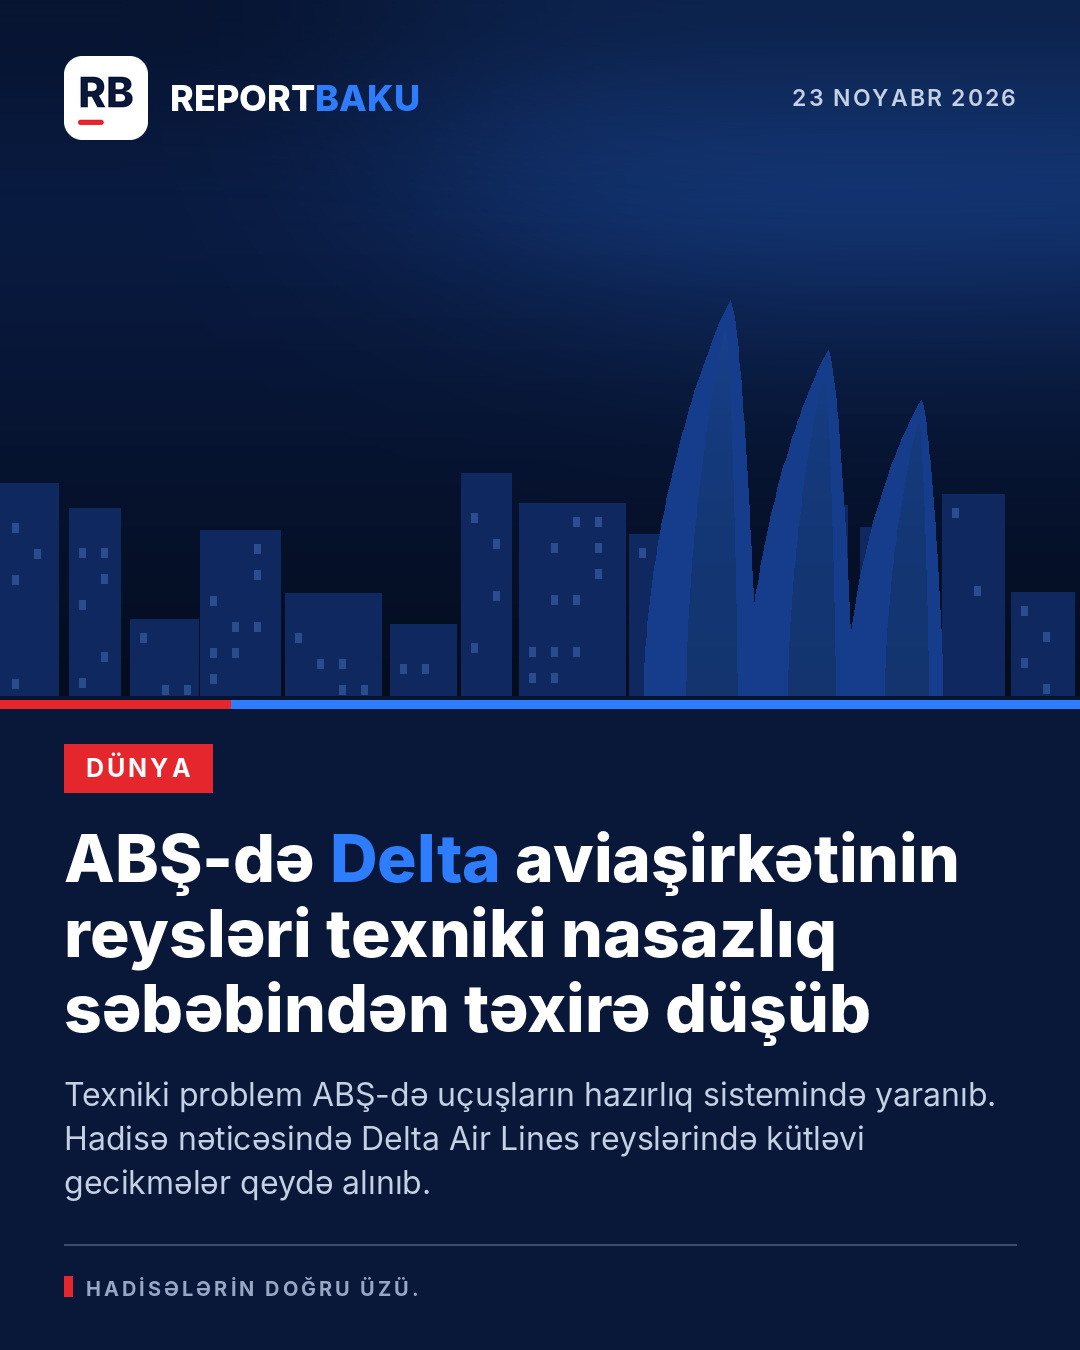 RB
REPORTBAKU
23 NOYABR 2026
DÜNYA
ABŞ-də Delta aviaşirkətinin
reysləri texniki nasazlıq
səbəbindən təxirə düşüb
Texniki problem ABŞ-də uçuşların hazırlıq sistemində yaranıb.
Hadisə nəticəsində Delta Air Lines reyslərində kütləvi
gecikmələr qeydə alınıb.
HADİSƏLƏRİN DOĞRU ÜZÜ.